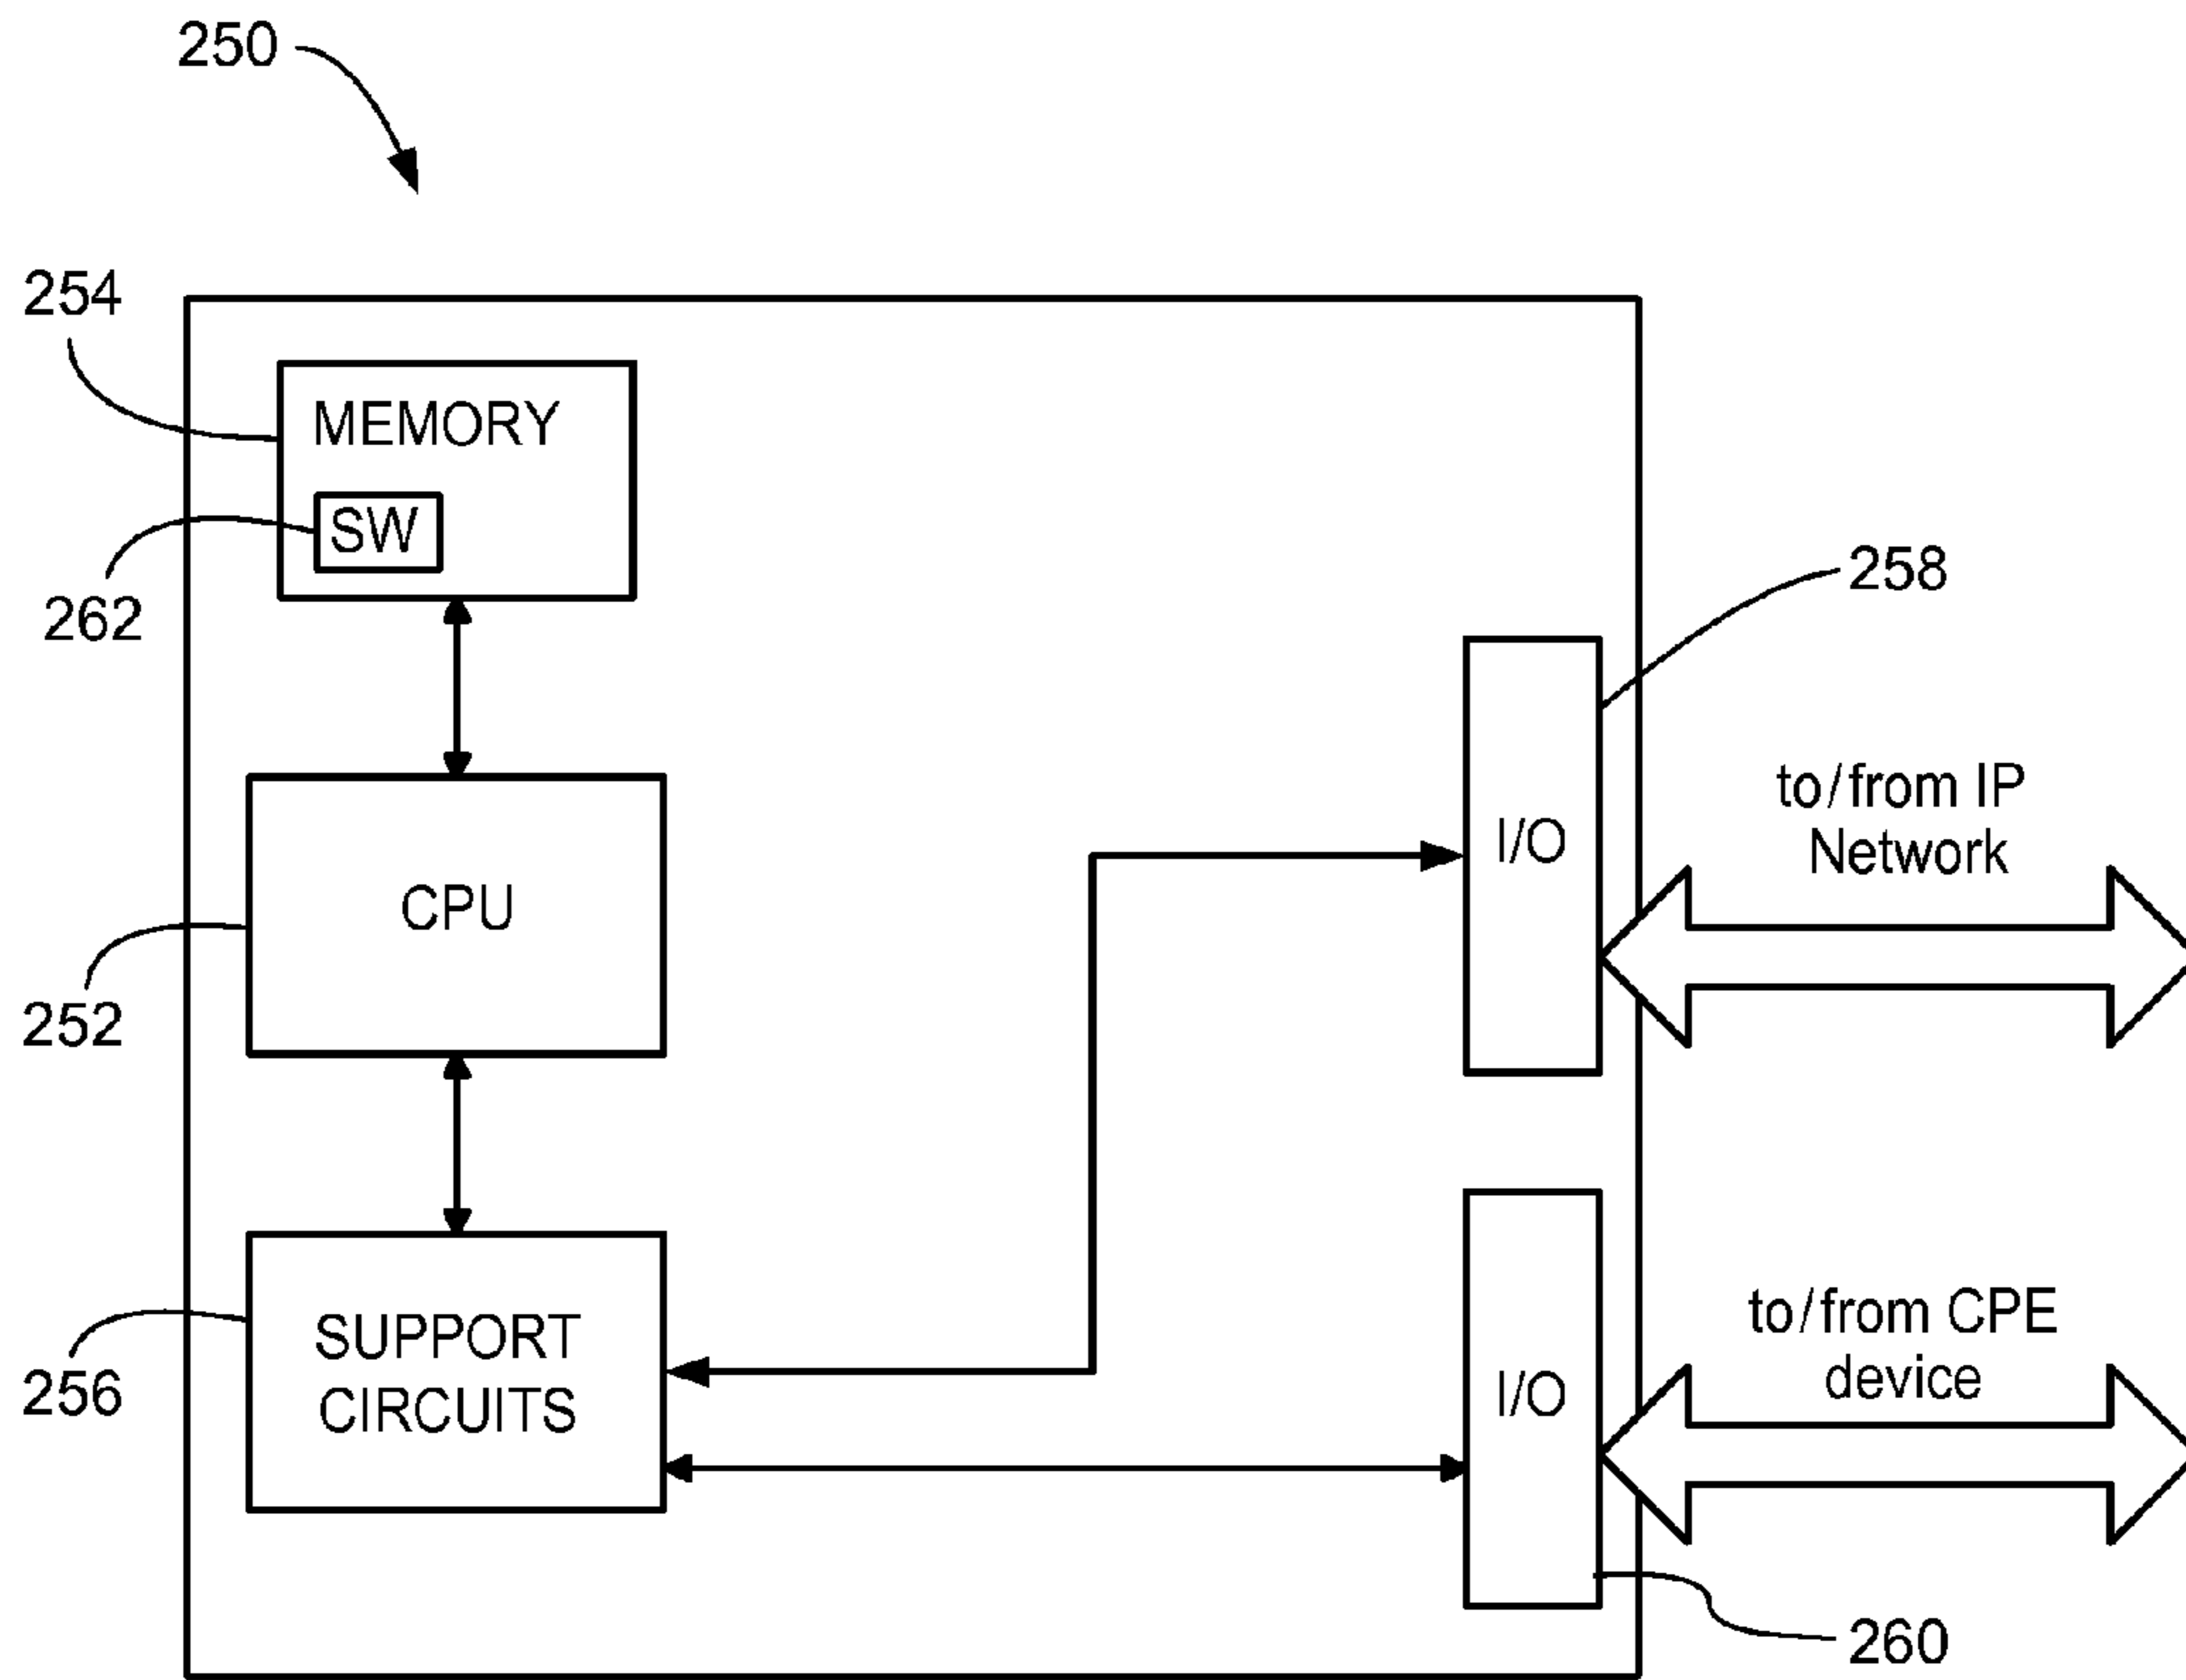 250
254
MEMORY
SW
262
258
to/from IP
Network
I/O
CPU
252
to/from CPE
device
I/O
SUPPORT
CIRCUITS
256
260